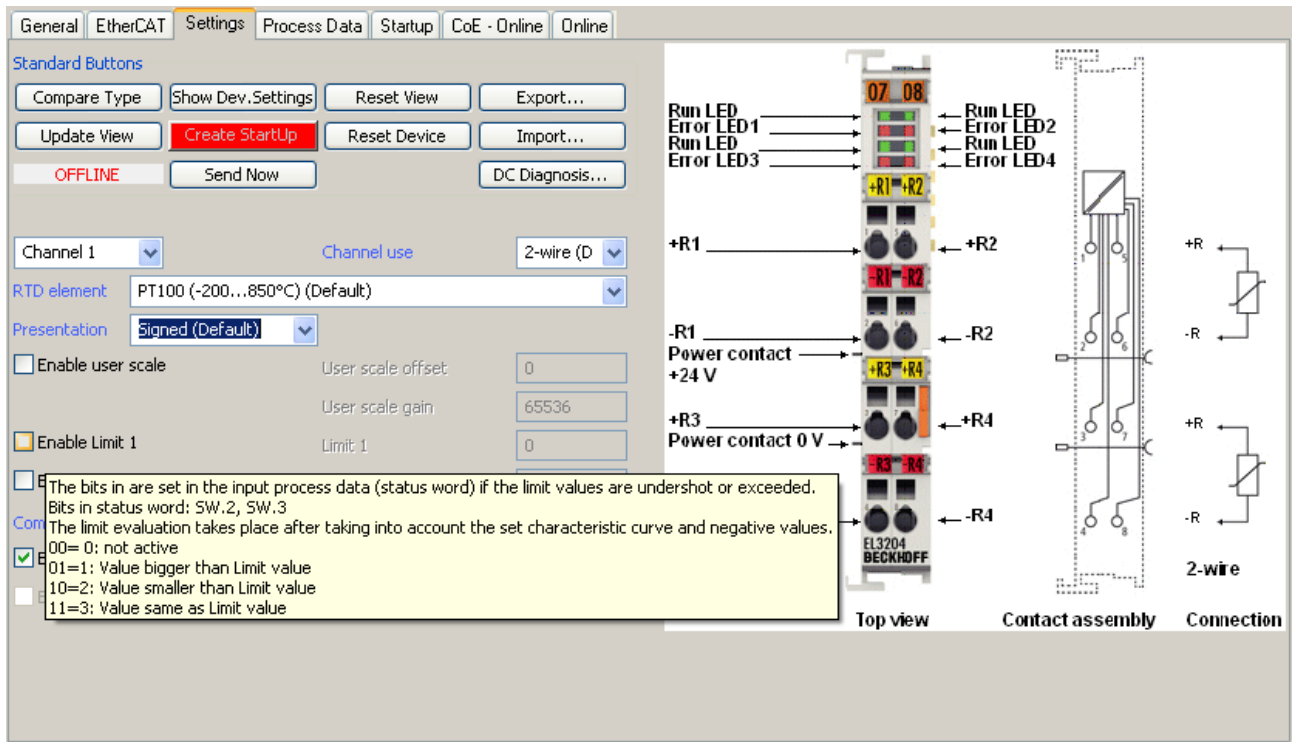 General EtherCAT Settings Process Data Startup CoE - Online Online
Standard Buttons
Compare Type Show Dev.Settings Reset View Export...
Update View Create StartUp Reset Device Import...
OFFLINE Send Now DC Diagnosis...
Channel 1 Channel use 2-wire (D
RTD element PT100 (-200...850°C) (Default)
Presentation Signed (Default)
Enable user scale User scale offset 0
User scale gain 65536
Enable Limit 1 Limit 1 0
The bits in are set in the input process data (status word) if the limit values are undershot or exceeded.
Bits in status word: SW.2, SW.3
Com The limit evaluation takes place after taking into account the set characteristic curve and negative values.
00= 0: not active
01=1: Value bigger than Limit value
10=2: Value smaller than Limit value
11=3: Value same as Limit value
07 08
Run LED Run LED
Error LED1 Error LED2
Run LED Run LED
Error LED3 Error LED4
+R1 +R2
+R1 +R2
-R1 -R2
-R1 -R2
Power contact
+24 V
+R3 +R4
+R3 +R4
Power contact 0 V
-R3 -R4
-R4
EL3204
BECKHOFF
Top view
1 5
2 6
3 7
4 8
Contact assembly
+R
-R
+R
-R
2-wire
Connection